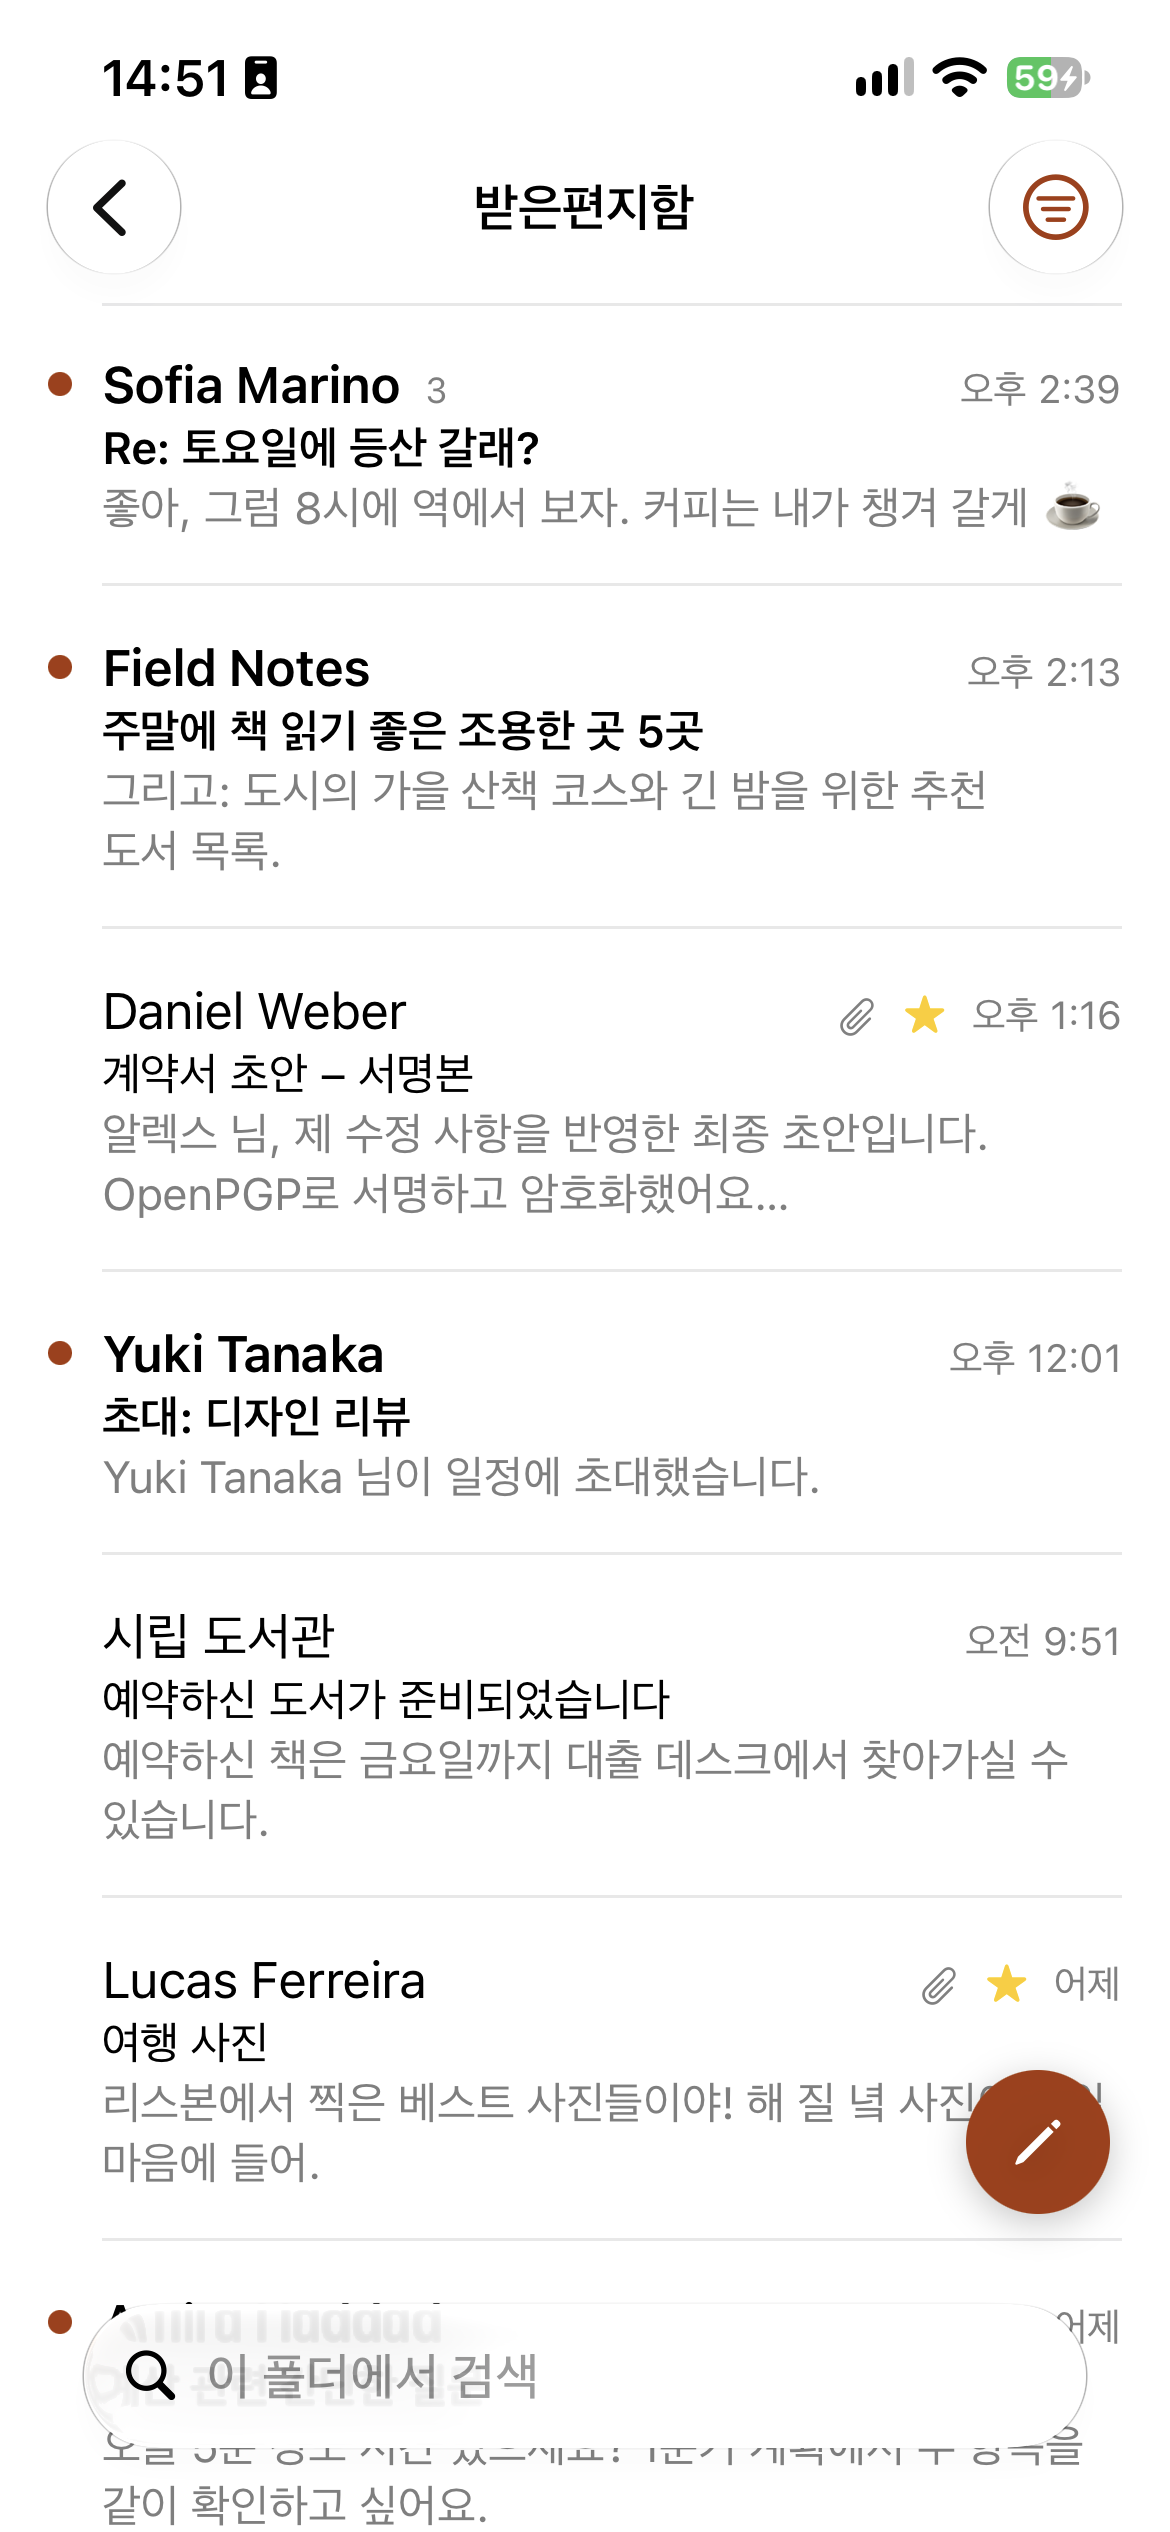 14:51
59
받은편지함
Sofia Marino 3 오후 2:39
Re: 토요일에 등산 갈래?
좋아, 그럼 8시에 역에서 보자. 커피는 내가 챙겨 갈게 ☕
Field Notes 오후 2:13
주말에 책 읽기 좋은 조용한 곳 5곳
그리고: 도시의 가을 산책 코스와 긴 밤을 위한 추천
도서 목록.
Daniel Weber 오후 1:16
계약서 초안 – 서명본
알렉스 님, 제 수정 사항을 반영한 최종 초안입니다.
OpenPGP로 서명하고 암호화했어요...
Yuki Tanaka 오후 12:01
초대: 디자인 리뷰
Yuki Tanaka 님이 일정에 초대했습니다.
시립 도서관 오전 9:51
예약하신 도서가 준비되었습니다
예약하신 책은 금요일까지 대출 데스크에서 찾아가실 수
있습니다.
Lucas Ferreira 어제
여행 사진
리스본에서 찍은 베스트 사진들이야! 해 질 녘
마음에 들어.
어제
이 폴더에서 검색
같이 확인하고 싶어요.